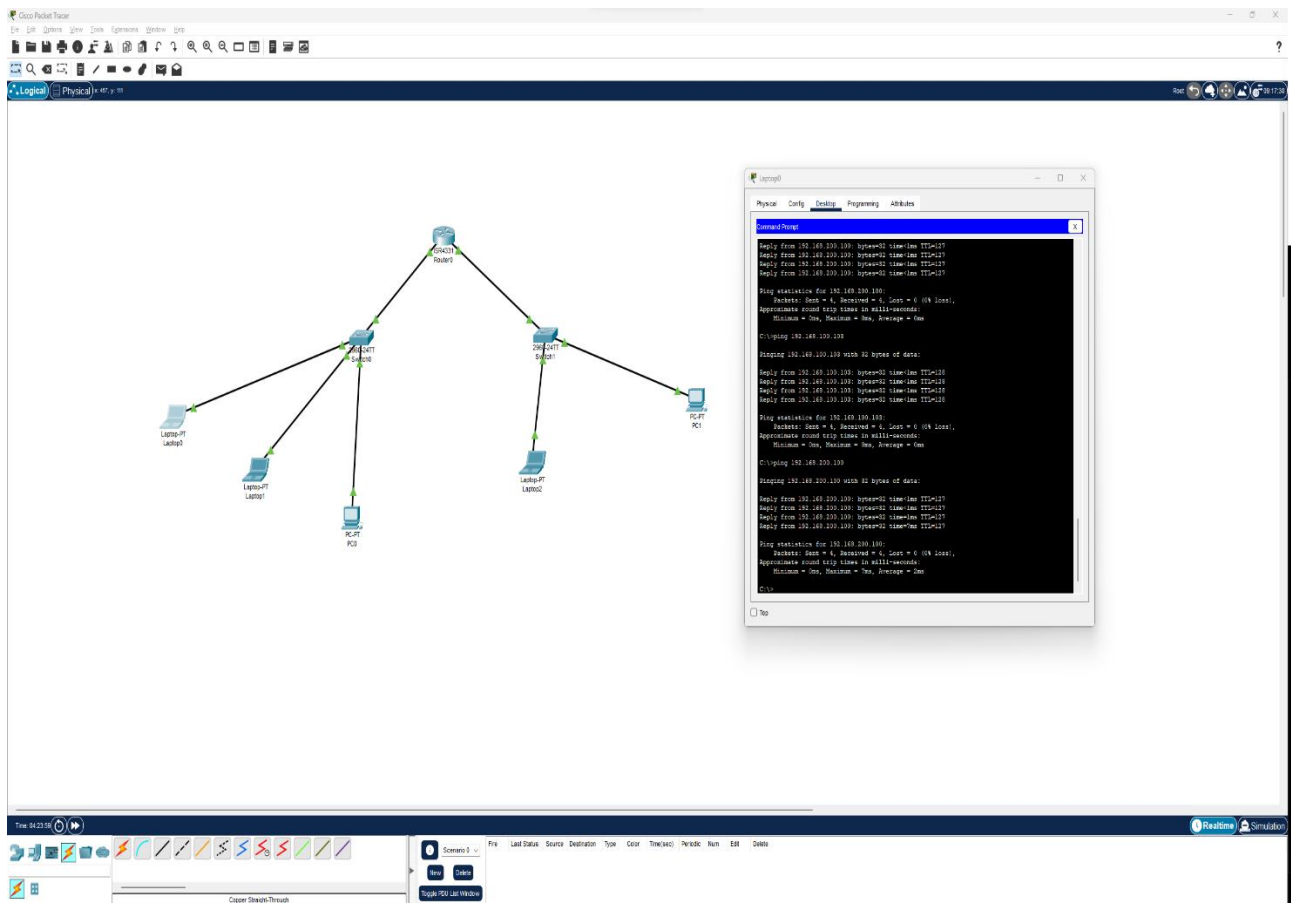 Cisco Packet Tracer
File Edit Options View Tools Extensions Window Help
?
Logical Physical x: 457, y: 111
Root 09:17:30
ISR4331
Router0
2960-24TT
Switch0
2960-24TT
Switch1
PC-PT
PC1
Laptop-PT
Laptop0
Laptop-PT
Laptop1
Laptop-PT
Laptop2
PC-PT
PC0
Laptop0
Physical Config Desktop Programming Attributes
Command Prompt X
Reply from 192.168.200.100: bytes=32 time<1ms TTL=127
Reply from 192.168.200.100: bytes=32 time<1ms TTL=127
Reply from 192.168.200.100: bytes=32 time<1ms TTL=127
Reply from 192.168.200.100: bytes=32 time<1ms TTL=127
Ping statistics for 192.168.200.100:
Packets: Sent = 4, Received = 4, Lost = 0 (0% loss),
Approximate round trip times in milli-seconds:
Minimum = 0ms, Maximum = 0ms, Average = 0ms
C:\>ping 192.168.100.103
Pinging 192.168.100.103 with 32 bytes of data:
Reply from 192.168.100.103: bytes=32 time<1ms TTL=128
Reply from 192.168.100.103: bytes=32 time<1ms TTL=128
Reply from 192.168.100.103: bytes=32 time<1ms TTL=128
Reply from 192.168.100.103: bytes=32 time<1ms TTL=128
Ping statistics for 192.168.100.103:
Packets: Sent = 4, Received = 4, Lost = 0 (0% loss),
Approximate round trip times in milli-seconds:
Minimum = 0ms, Maximum = 0ms, Average = 0ms
C:\>ping 192.168.200.100
Pinging 192.168.200.100 with 32 bytes of data:
Reply from 192.168.200.100: bytes=32 time<1ms TTL=127
Reply from 192.168.200.100: bytes=32 time<1ms TTL=127
Reply from 192.168.200.100: bytes=32 time=1ms TTL=127
Reply from 192.168.200.100: bytes=32 time=7ms TTL=127
Ping statistics for 192.168.200.100:
Packets: Sent = 4, Received = 4, Lost = 0 (0% loss),
Approximate round trip times in milli-seconds:
Minimum = 0ms, Maximum = 7ms, Average = 2ms
C:\>
Top
Time: 04:23:59
Realtime Simulation
Scenario 0
New Delete
Toggle PDU List Window
Fire Last Status Source Destination Type Color Time(sec) Periodic Num Edit Delete
Copper Straight-Through